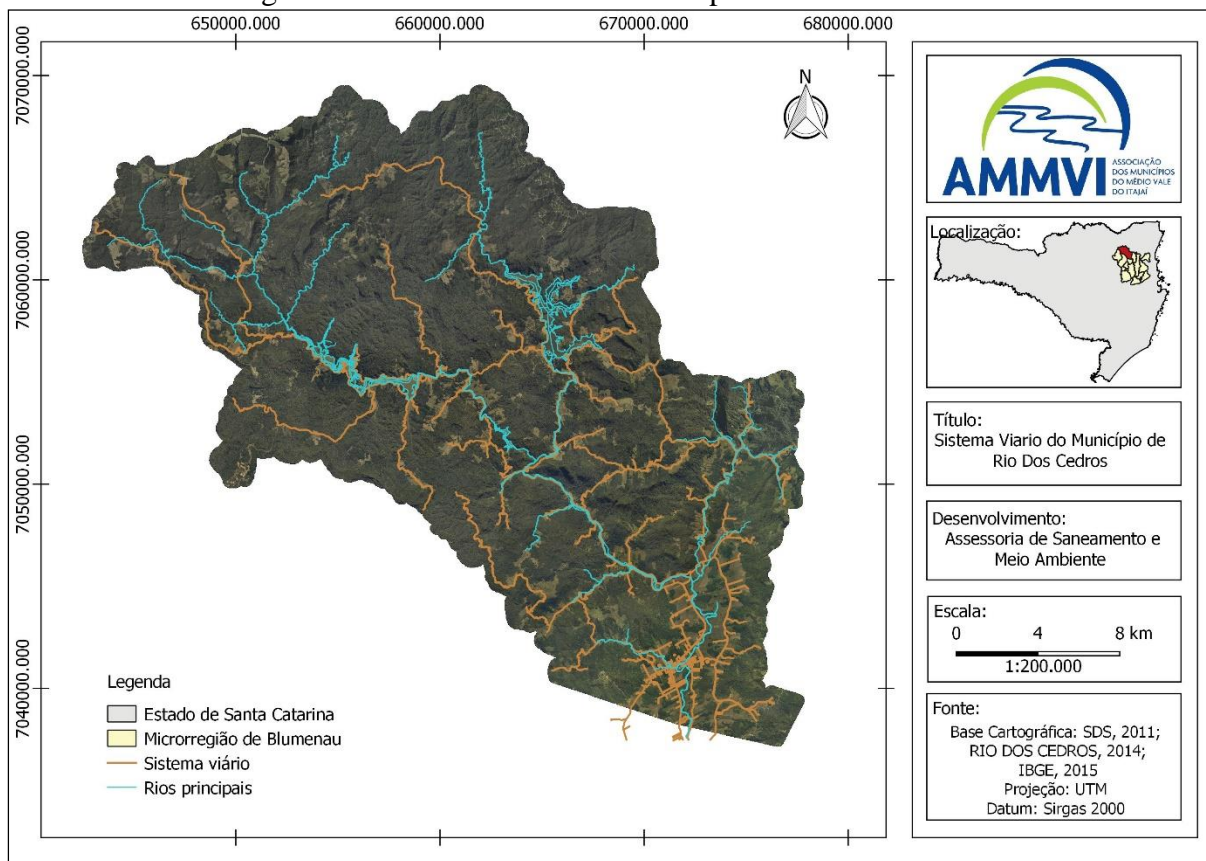 650000.000
660000.000
670000.000
680000.000
7070000.000
7060000.000
7050000.000
7040000.000
N
Legenda
Estado de Santa Catarina
Microrregião de Blumenau
Sistema viário
Rios principais
AMMVI
ASSOCIAÇÃO
DOS MUNICÍPIOS
DO MÉDIO VALE
DO ITAJAÍ
Localização:
Título:
Sistema Viario do Município de
Rio Dos Cedros
Desenvolvimento:
Assessoria de Saneamento e
Meio Ambiente
Escala:
0 4 8 km
1:200.000
Fonte:
Base Cartográfica: SDS, 2011;
RIO DOS CEDROS, 2014;
IBGE, 2015
Projeção: UTM
Datum: Sirgas 2000